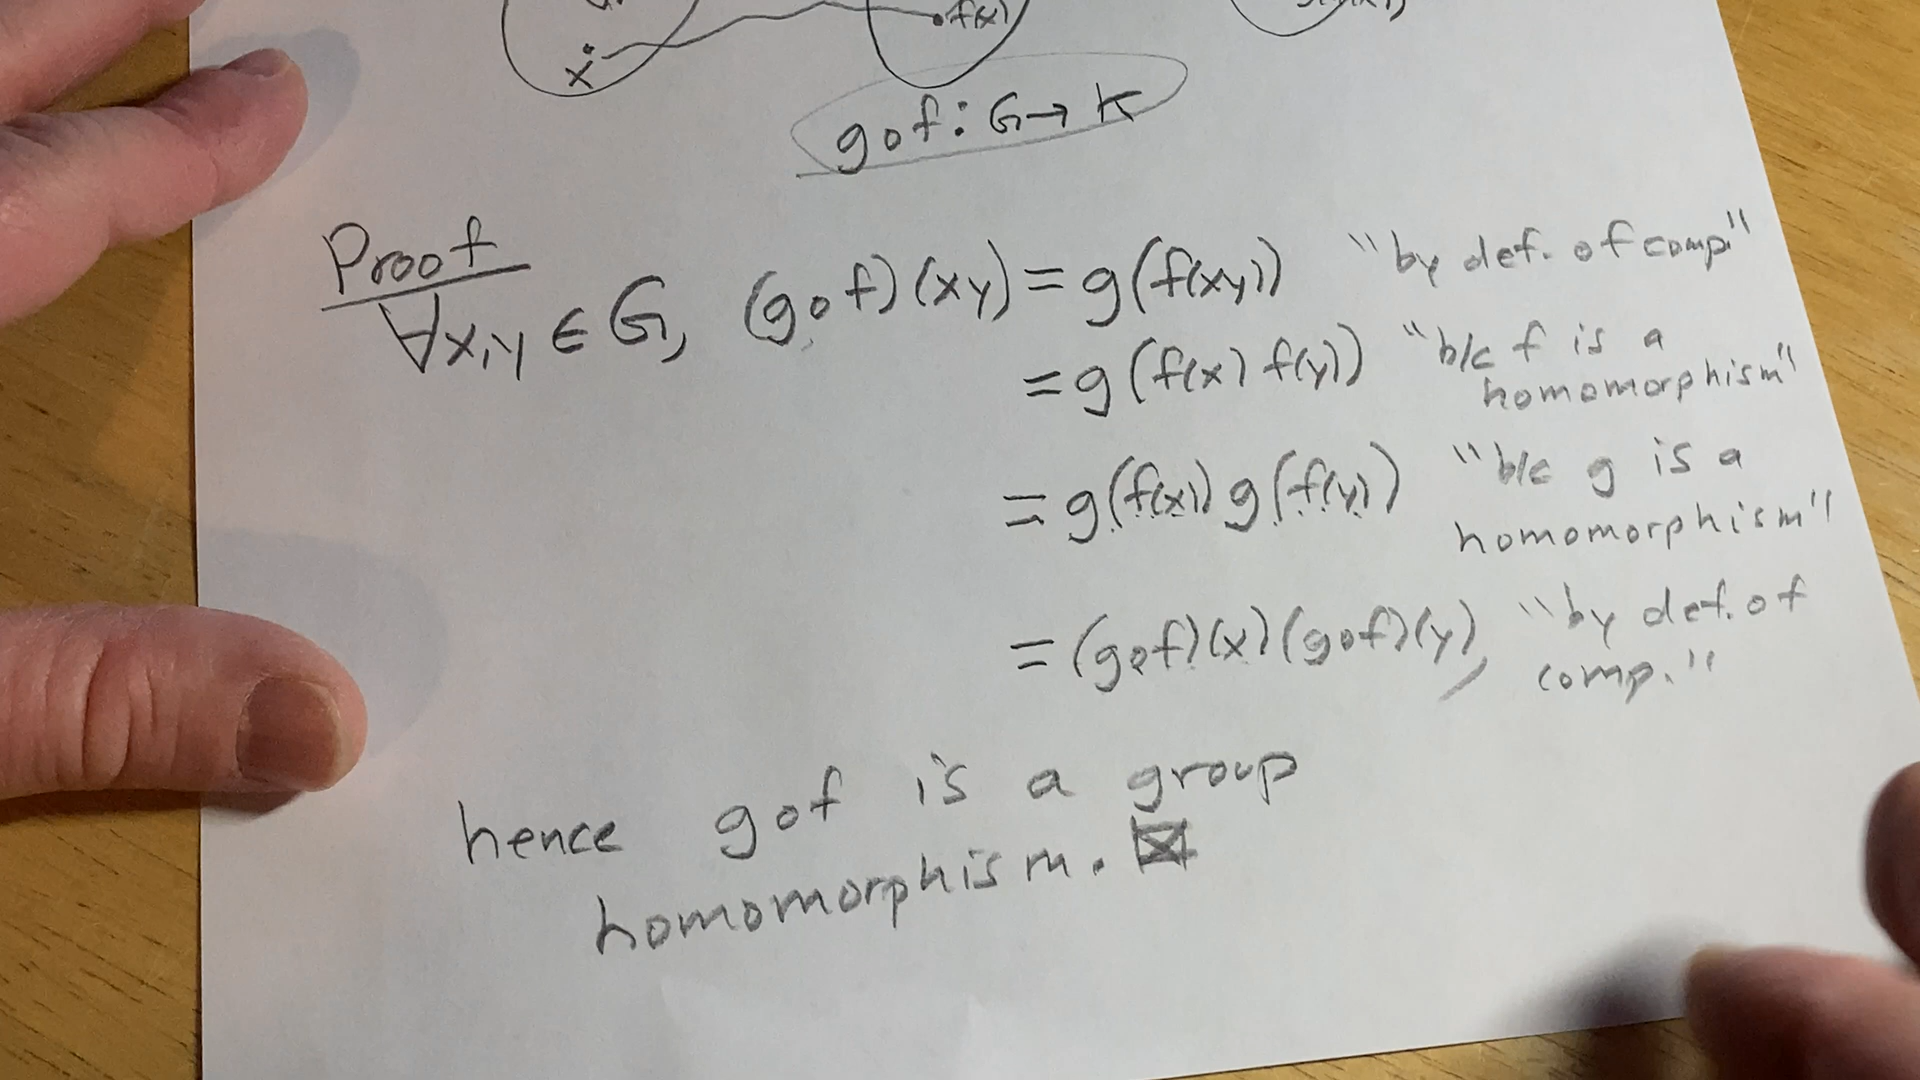 x f(x)
g∘f: G→K
Proof
∀x,y ∈ G, (g∘f)(xy) = g(f(xy)) "by def. of comp."
= g(f(x) f(y)) "b/c f is a
homomorphism"
= g(f(x)) g(f(y)) "b/c g is a
homomorphism"
= (g∘f)(x)(g∘f)(y), "by def. of
comp."
hence g∘f is a group
homomorphism.